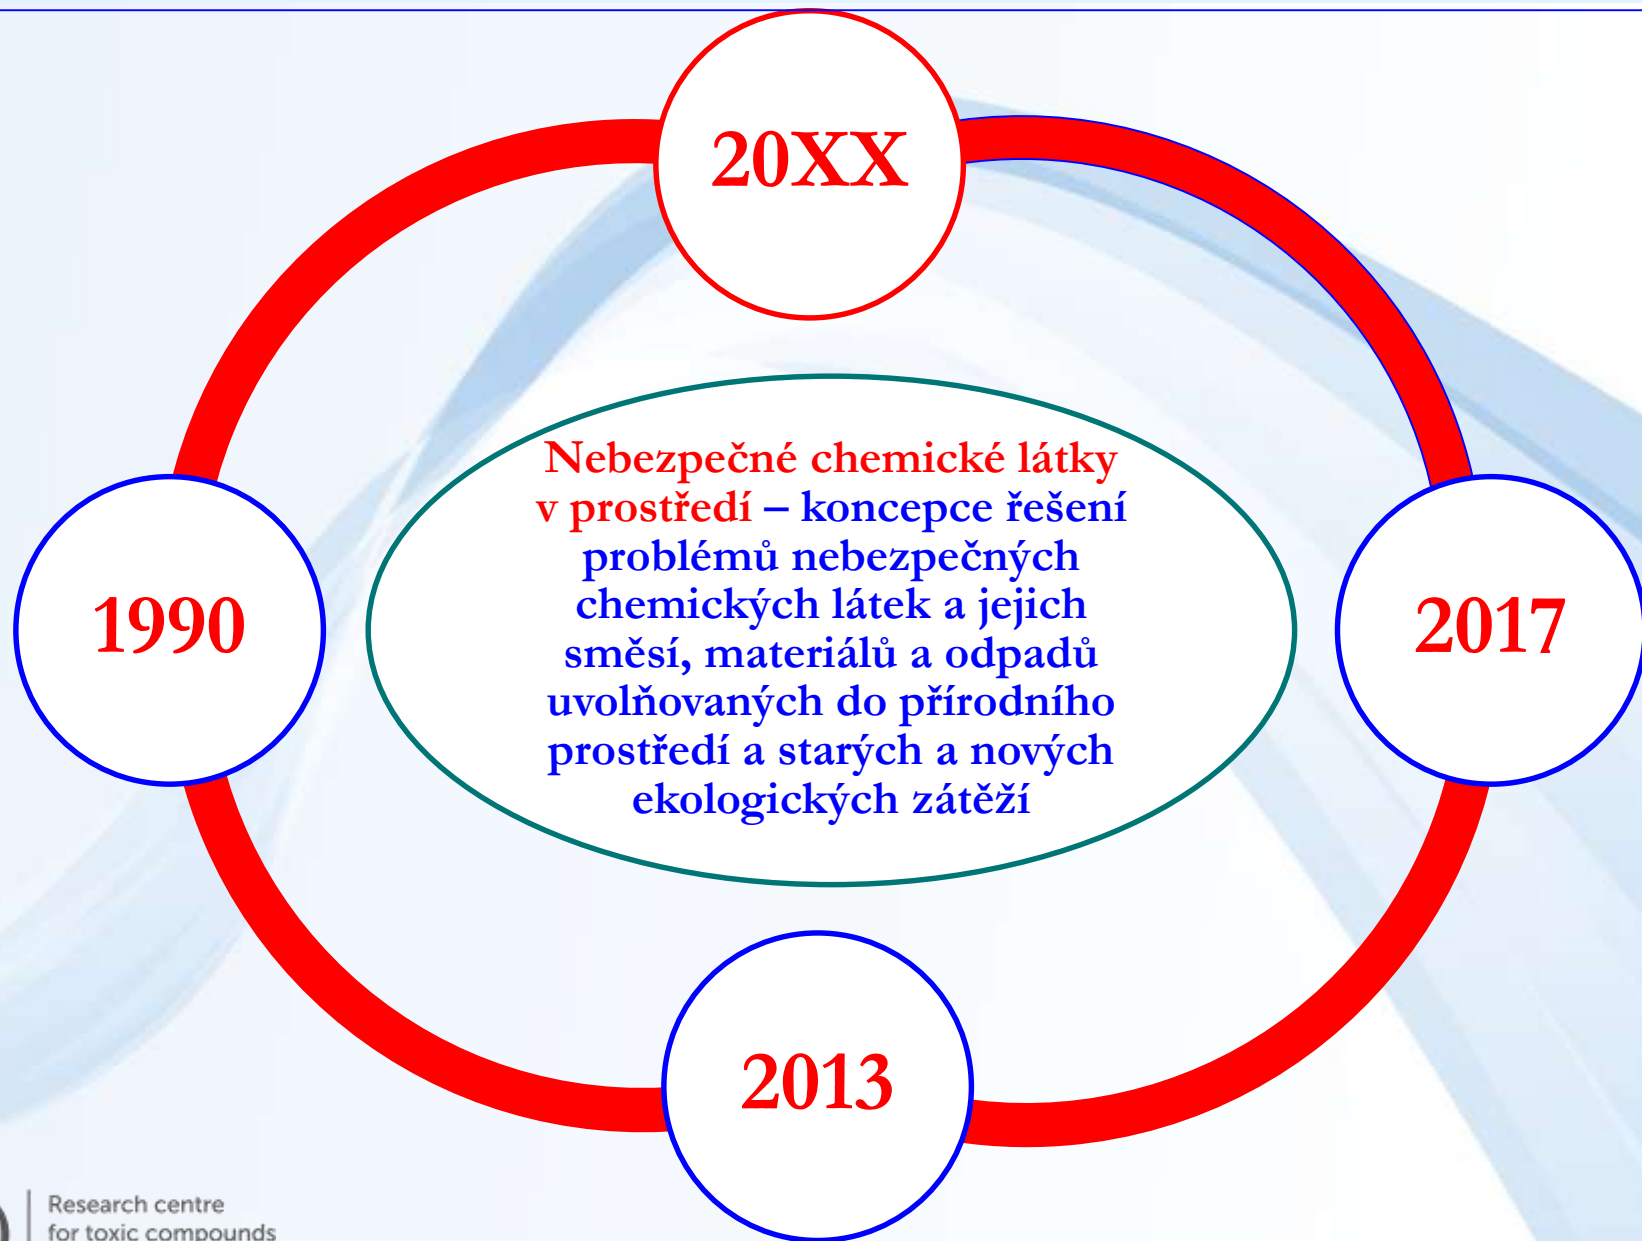 20XX
Nebezpečné chemické látky
v prostředí – koncepce řešení
problémů nebezpečných
chemických látek a jejich
směsí, materiálů a odpadů
uvolňovaných do přírodního
prostředí a starých a nových
ekologických zátěží
1990
2017
2013
Research centre
for toxic compounds